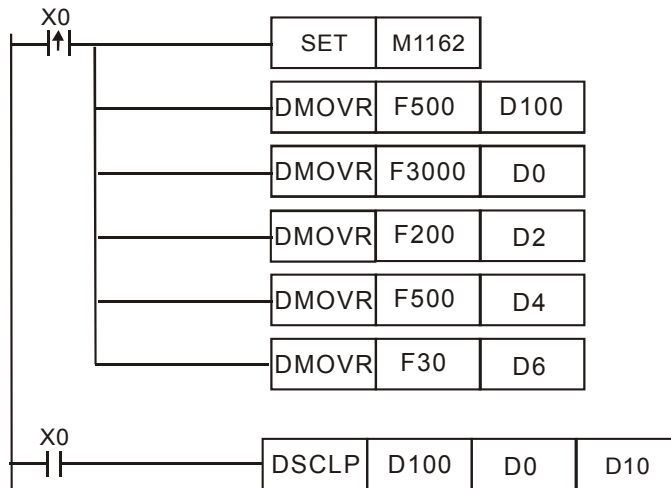 X0
SET M1162
DMOVR F500 D100
DMOVR F3000 D0
DMOVR F200 D2
DMOVR F500 D4
DMOVR F30 D6
X0
DSCLP D100 D0 D10